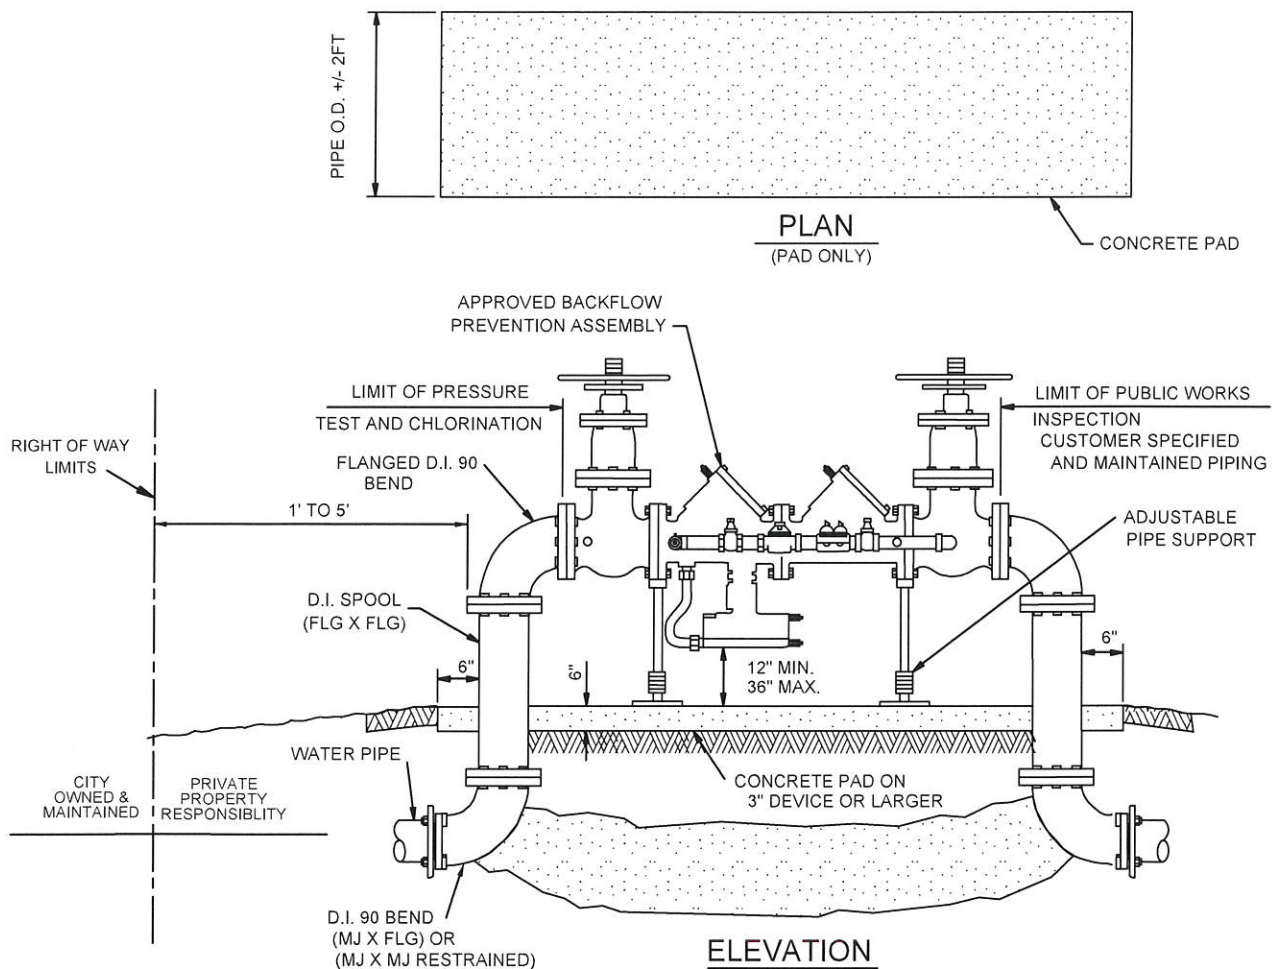 PIPE O.D. +/- 2FT
PLAN
(PAD ONLY)
CONCRETE PAD
APPROVED BACKFLOW
PREVENTION ASSEMBLY
LIMIT OF PRESSURE
TEST AND CHLORINATION
LIMIT OF PUBLIC WORKS
INSPECTION
CUSTOMER SPECIFIED
AND MAINTAINED PIPING
RIGHT OF WAY
LIMITS
FLANGED D.I. 90
BEND
1' TO 5'
ADJUSTABLE
PIPE SUPPORT
D.I. SPOOL
(FLG X FLG)
6"
6"
12" MIN.
36" MAX.
6"
WATER PIPE
CITY
OWNED &
MAINTAINED
PRIVATE
PROPERTY
RESPONSIBLITY
CONCRETE PAD ON
3" DEVICE OR LARGER
D.I. 90 BEND
(MJ X FLG) OR
(MJ X MJ RESTRAINED)
ELEVATION